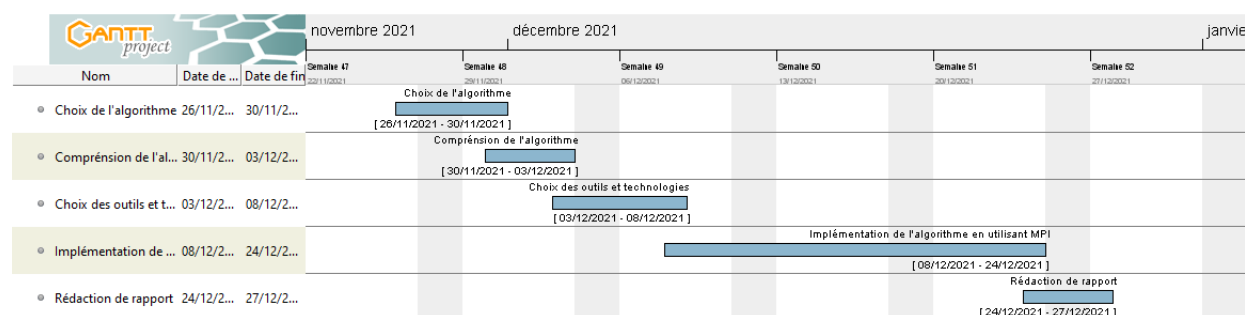 GANTT
project
novembre 2021
décembre 2021
janvie
Nom
Date de ...
Date de fin
Semaine 47
22/11/2021
Semaine 48
29/11/2021
Semaine 49
06/12/2021
Semaine 50
13/12/2021
Semaine 51
20/12/2021
Semaine 52
27/12/2021
Choix de l'algorithme 26/11/2... 30/11/2...
Choix de l'algorithme
[ 26/11/2021 - 30/11/2021 ]
Comprénsion de l'al... 30/11/2... 03/12/2...
Comprénsion de l'algorithme
[ 30/11/2021 - 03/12/2021 ]
Choix des outils et t... 03/12/2... 08/12/2...
Choix des outils et technologies
[ 03/12/2021 - 08/12/2021 ]
Implémentation de ... 08/12/2... 24/12/2...
Implémentation de l'algorithme en utilisant MPI
[ 08/12/2021 - 24/12/2021 ]
Rédaction de rapport 24/12/2... 27/12/2...
Rédaction de rapport
[ 24/12/2021 - 27/12/2021 ]